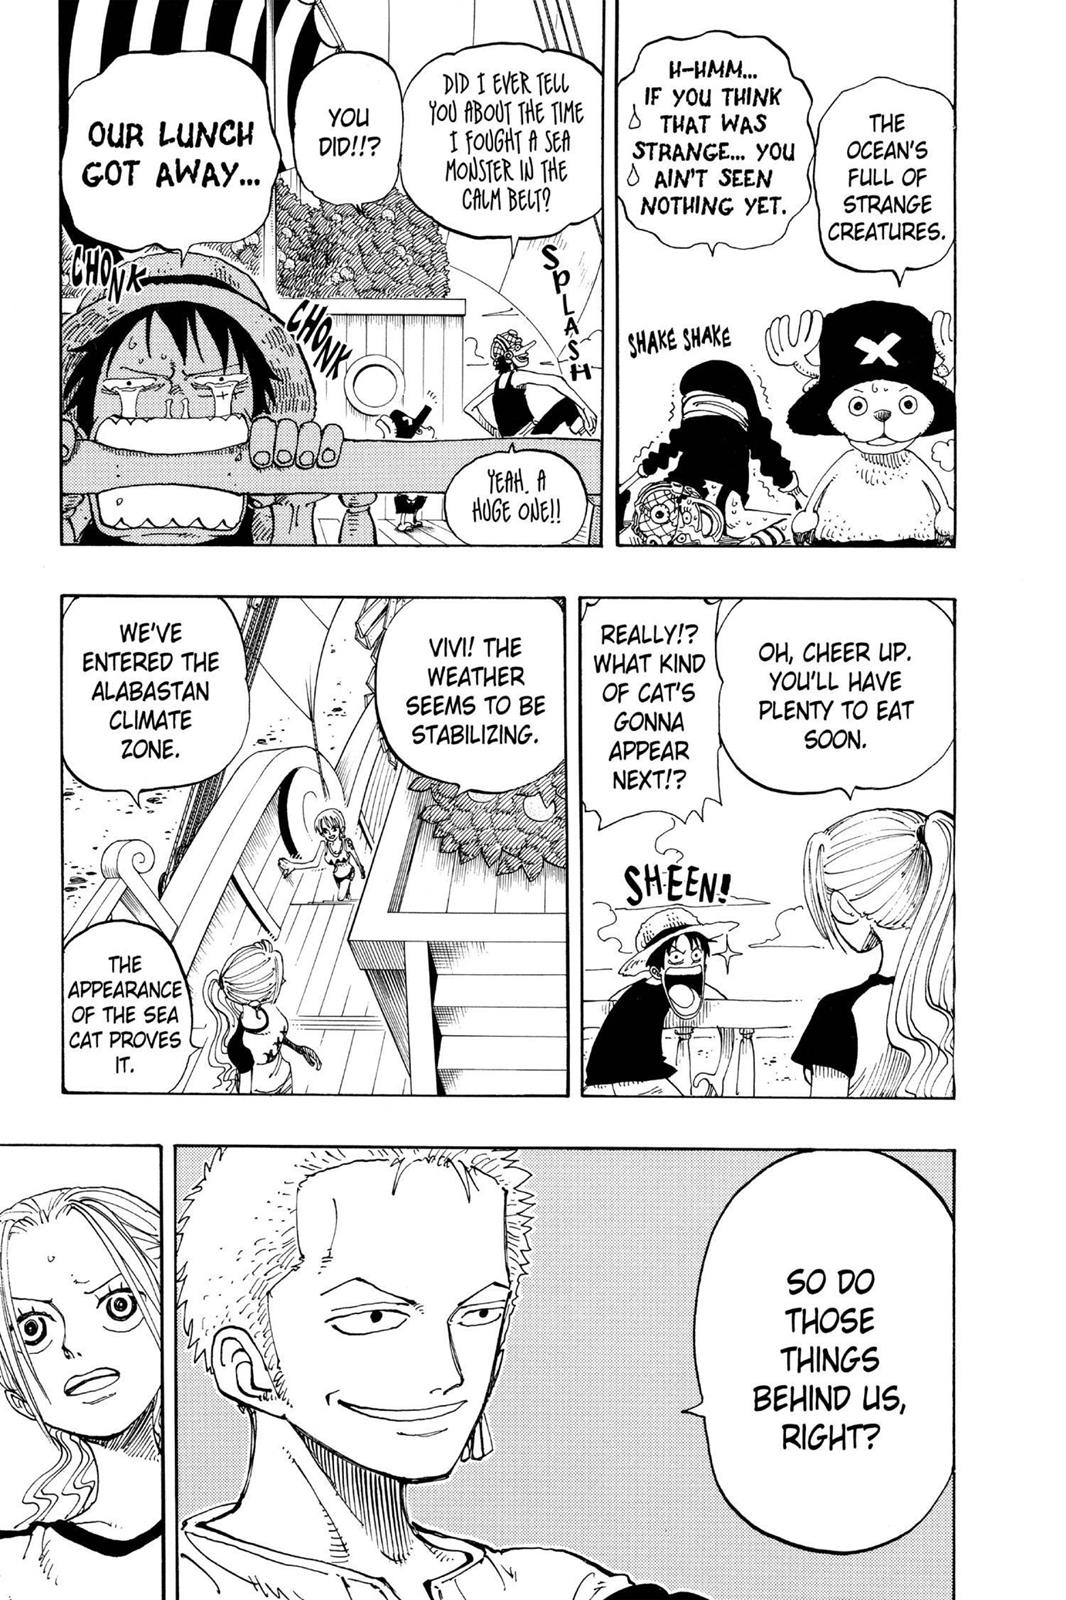 THE
OCEAN'S
FULL OF
STRANGE
CREATURES.
H-HMM...
IF YOU THINK
THAT WAS
STRANGE... YOU
AIN'T SEEN
NOTHING YET.
SHAKE SHAKE
DID I EVER TELL
YOU ABOUT THE TIME
I FOUGHT A SEA
MONSTER IN THE
CALM BELT?
YOU
DID!!?
SPLASH
YEAH. A
HUGE ONE!!
OUR LUNCH
GOT AWAY...
CHONK
CHONK
OH, CHEER UP.
YOU'LL HAVE
PLENTY TO EAT
SOON.
REALLY!?
WHAT KIND
OF CAT'S
GONNA
APPEAR
NEXT!?
SHEEN!
VIVI! THE
WEATHER
SEEMS TO BE
STABILIZING.
WE'VE
ENTERED THE
ALABASTAN
CLIMATE
ZONE.
THE
APPEARANCE
OF THE SEA
CAT PROVES
IT.
SO DO
THOSE
THINGS
BEHIND US,
RIGHT?